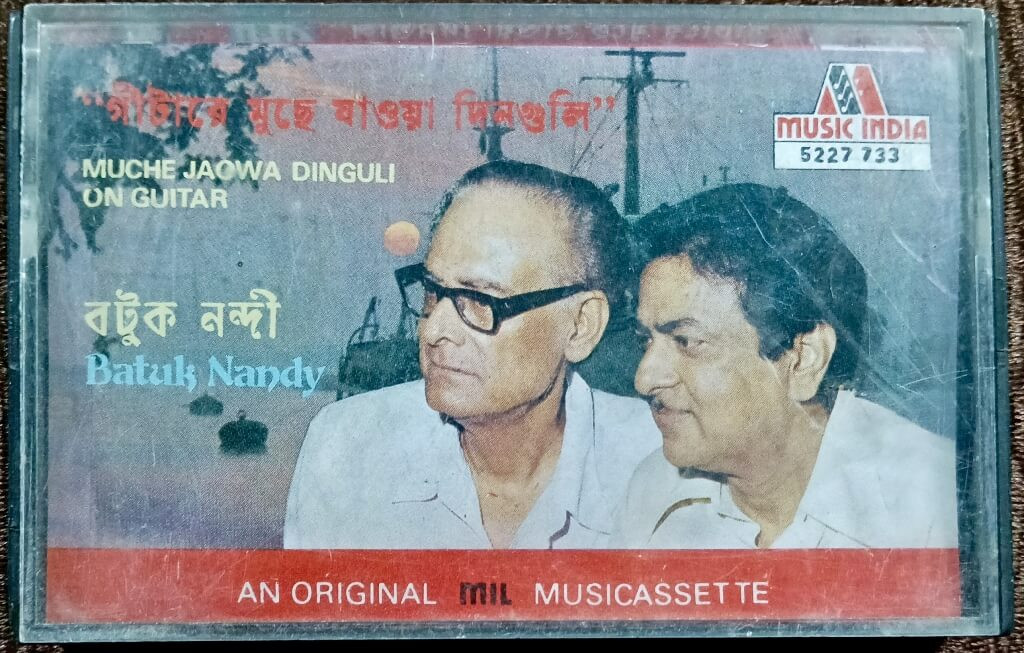 "গীটারে মুছে যাওয়া দিনগুলি"
MUCHE JAOWA DINGULI
ON GUITAR
MUSIC INDIA
5227 733
বটুক নন্দী
Batuk Nandy
AN ORIGINAL MIL MUSICASSETTE